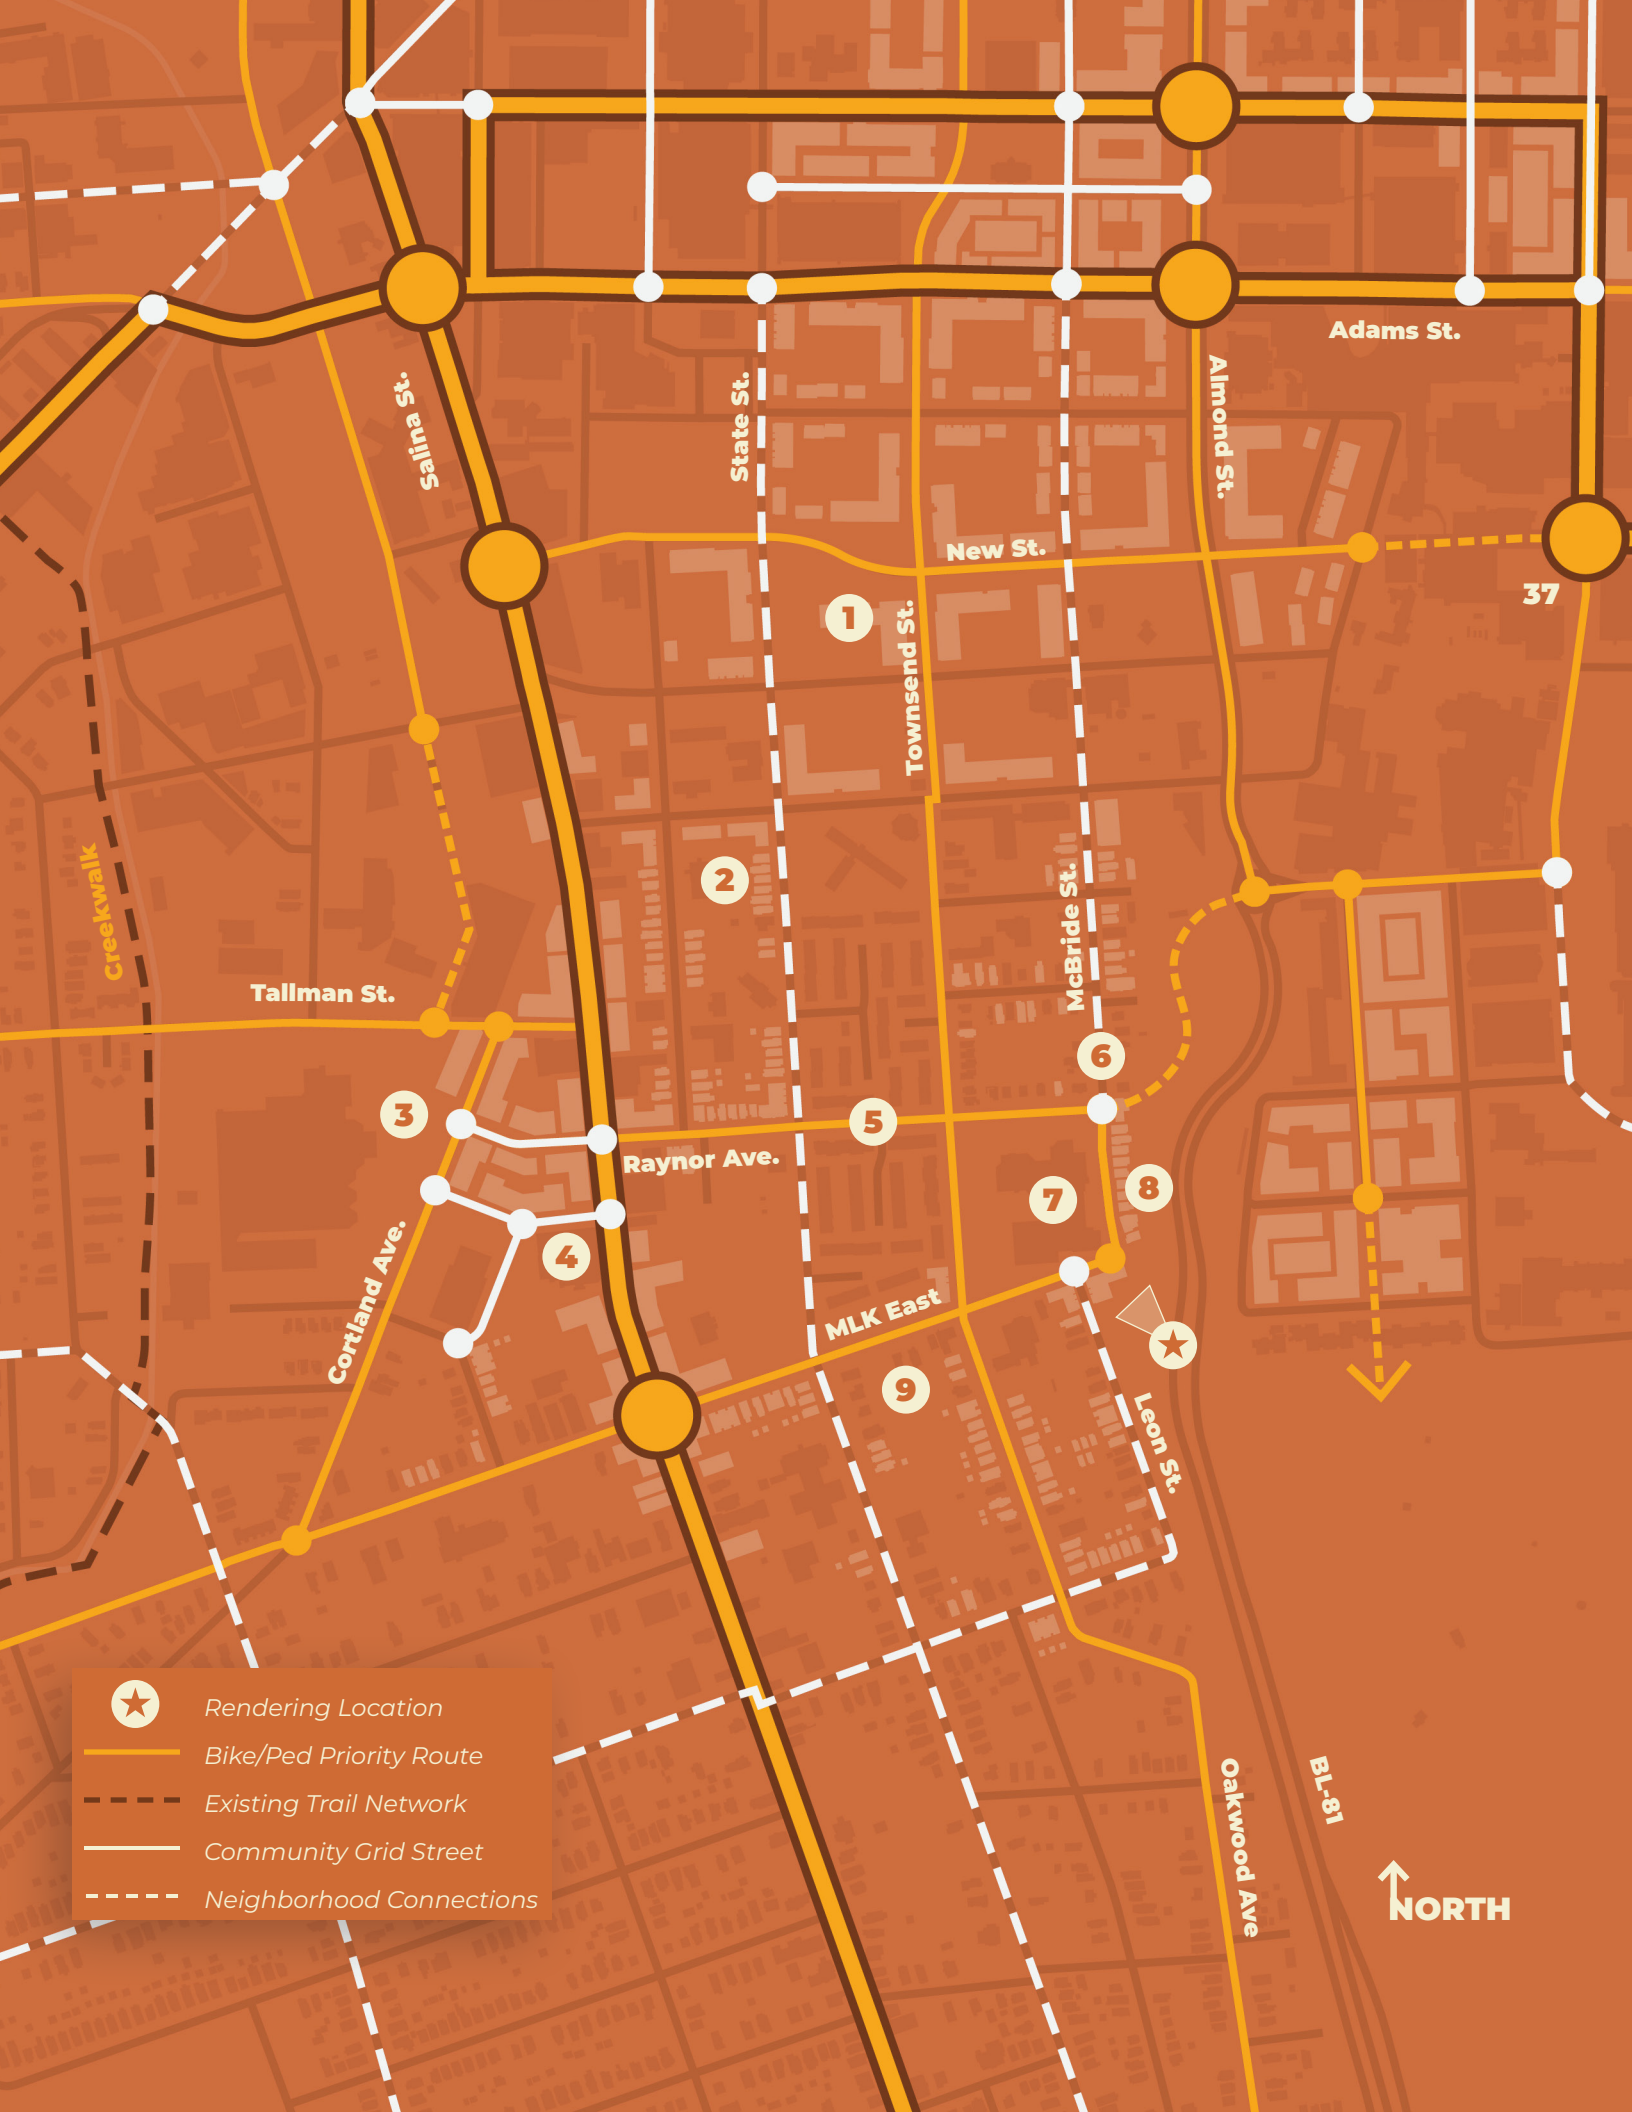 Adams St.
Salina St.
State St.
Almond St.
New St.
37
1
Townsend St.
Creekwalk
2
McBride St.
Tallman St.
6
3
5
Raynor Ave.
7
8
4
Cortland Ave.
MLK East
9
Leon St.
Rendering Location
Bike/Ped Priority Route
Existing Trail Network
Community Grid Street
Neighborhood Connections
Oakwood Ave
BL-81
NORTH